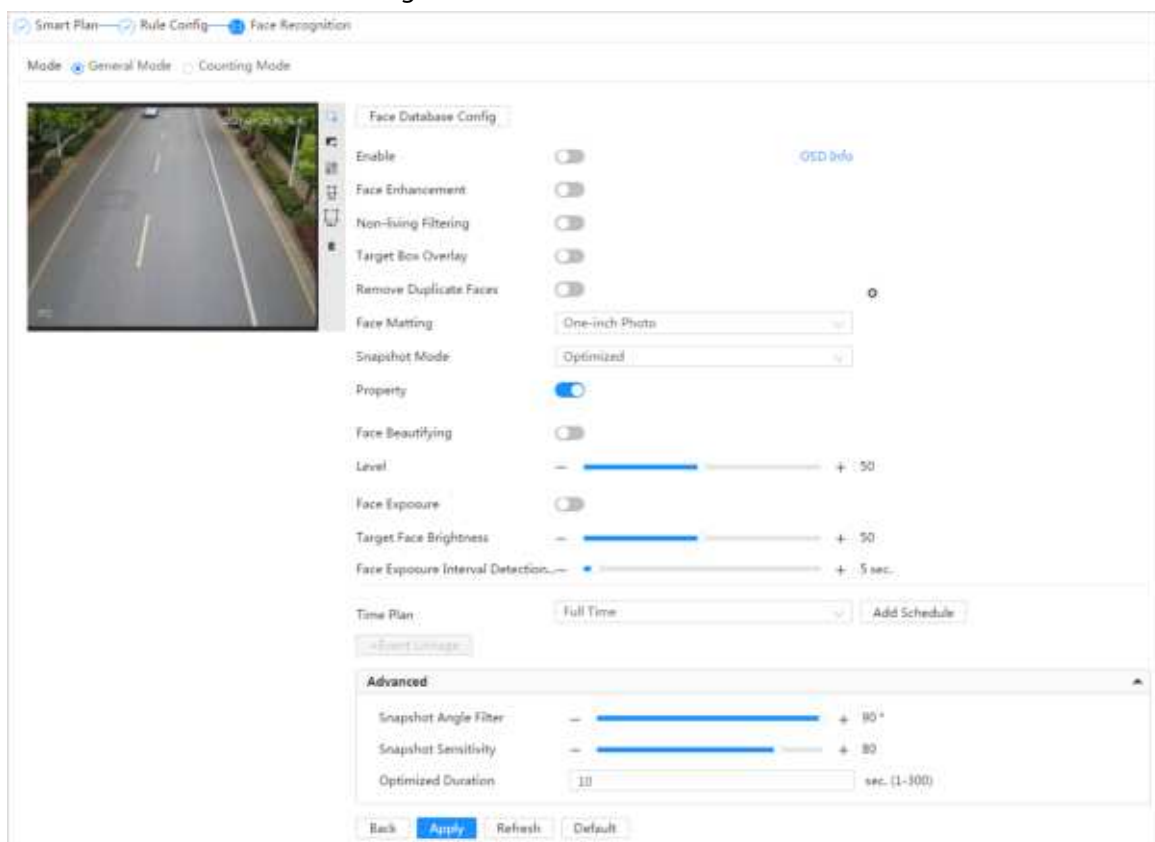 Smart Plan Rule Config Face Recognition
Mode General Mode Counting Mode
Face Database Config
Enable OSD Info
Face Enhancement
Non-living Filtering
Target Box Overlay
Remove Duplicate Faces
Face Matting One-inch Photo
Snapshot Mode Optimized
Property
Face Beautifying
Level − + 50
Face Exposure
Target Face Brightness − + 50
Face Exposure Interval Detection... − + 5 sec.
Time Plan Full Time Add Schedule
+Event Linkage
Advanced
Snapshot Angle Filter − + 90°
Snapshot Sensitivity − + 80
Optimized Duration 10 sec. (1-300)
Back Apply Refresh Default